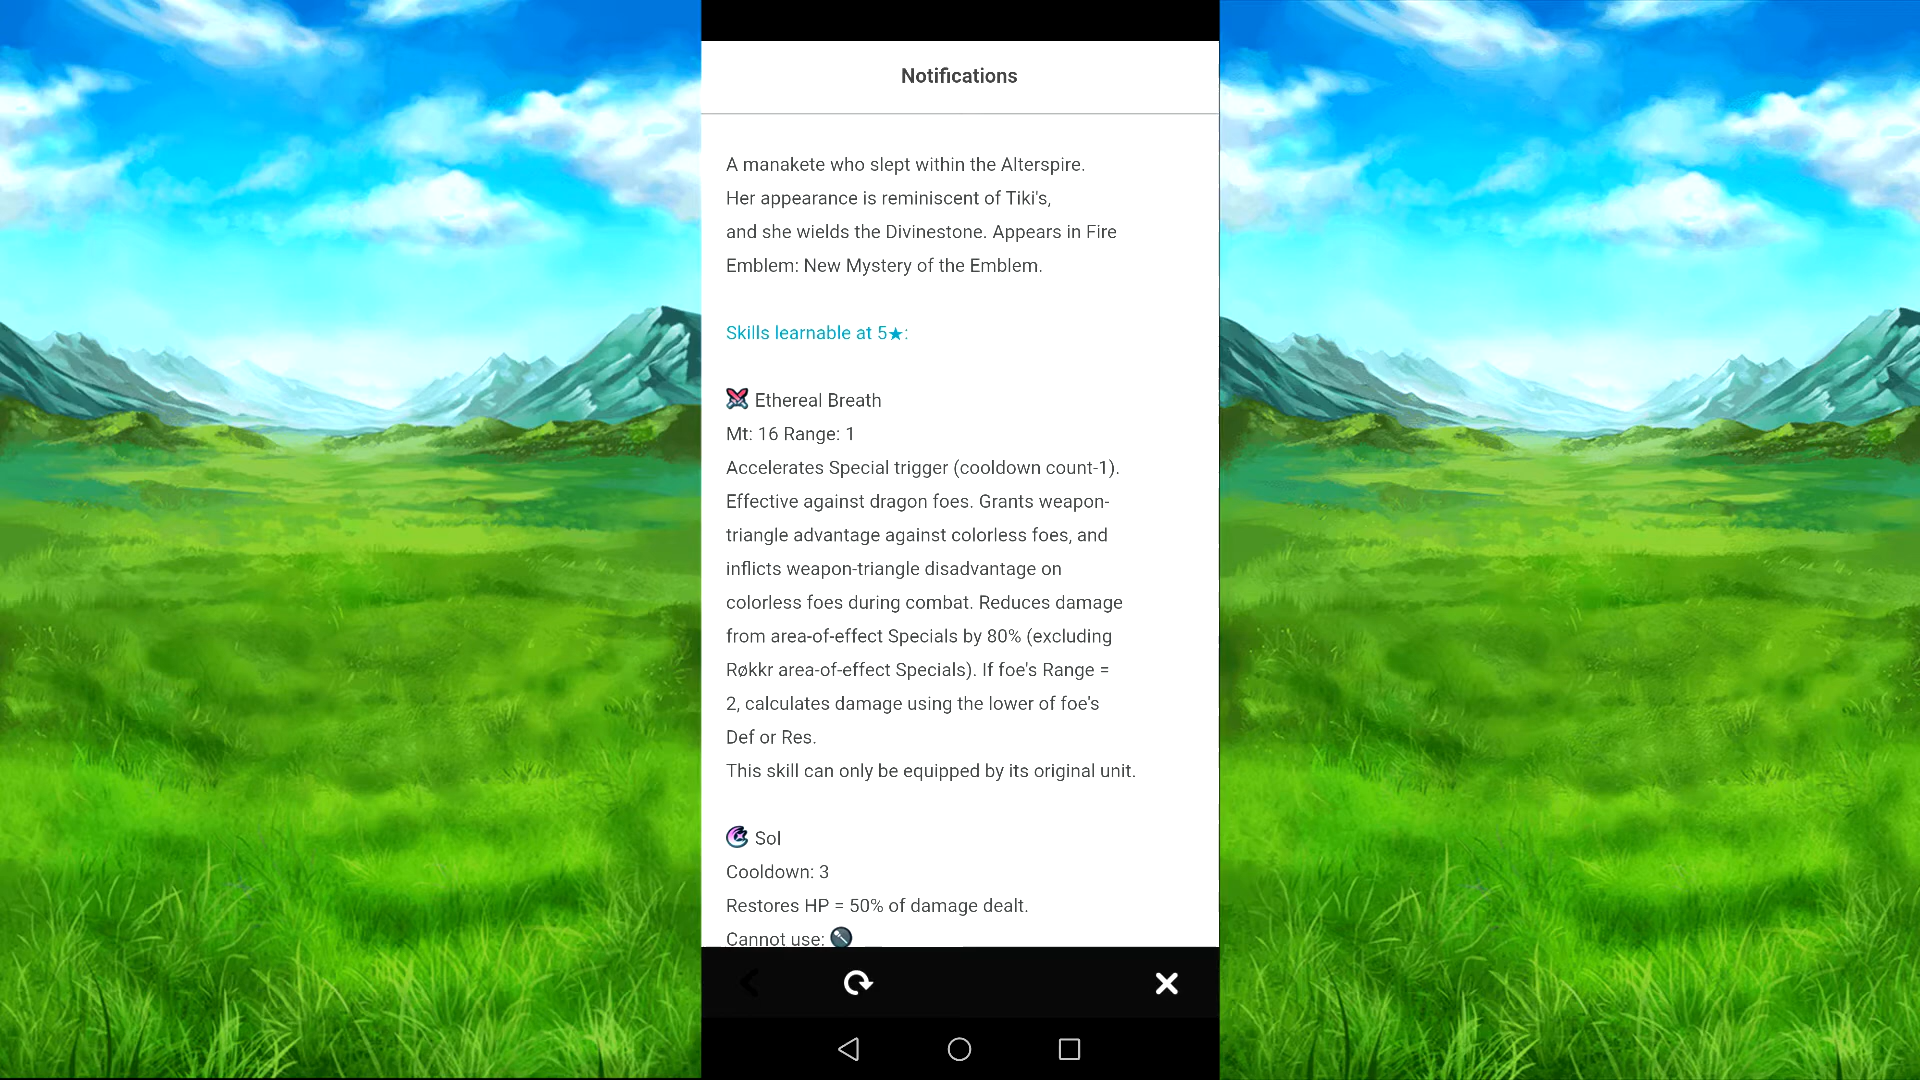 Notifications
A manakete who slept within the Alterspire.
Her appearance is reminiscent of Tiki's,
and she wields the Divinestone. Appears in Fire
Emblem: New Mystery of the Emblem.
Skills learnable at 5★:
Ethereal Breath
Mt: 16 Range: 1
Accelerates Special trigger (cooldown count-1).
Effective against dragon foes. Grants weapon-
triangle advantage against colorless foes, and
inflicts weapon-triangle disadvantage on
colorless foes during combat. Reduces damage
from area-of-effect Specials by 80% (excluding
Røkkr area-of-effect Specials). If foe's Range =
2, calculates damage using the lower of foe's
Def or Res.
This skill can only be equipped by its original unit.
Sol
Cooldown: 3
Restores HP = 50% of damage dealt.
Cannot use: